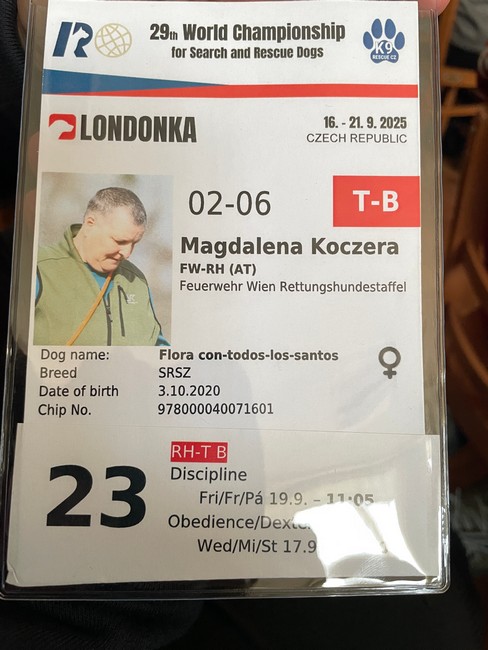 IR
29th World Championship
for Search and Rescue Dogs
K9
RESCUE CZ
LONDONKA
16. - 21. 9. 2025
CZECH REPUBLIC
02-06
T-B
Magdalena Koczera
FW-RH (AT)
Feuerwehr Wien Rettungshundestaffel
Dog name: Flora con-todos-los-santos
Breed SRSZ
Date of birth 3.10.2020
Chip No. 978000040071601
23
RH-T B
Discipline
Fri/Fr/Pá 19.9. - 11:05
Obedience/Dexte
Wed/Mi/St 17.9